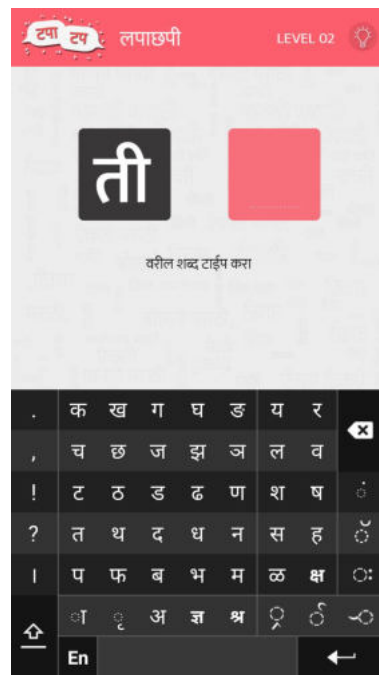 टपा टप लपाछपी LEVEL 02
ती
वरील शब्द टाईप करा
. क ख ग घ ङ य र
, च छ ज झ ञ ल व
! ट ठ ड ढ ण श ष ं
? त थ द ध न स ह ॅ
। प फ ब भ म ळ क्ष ः
ा ृ अ ज्ञ श्र ़ र्
En